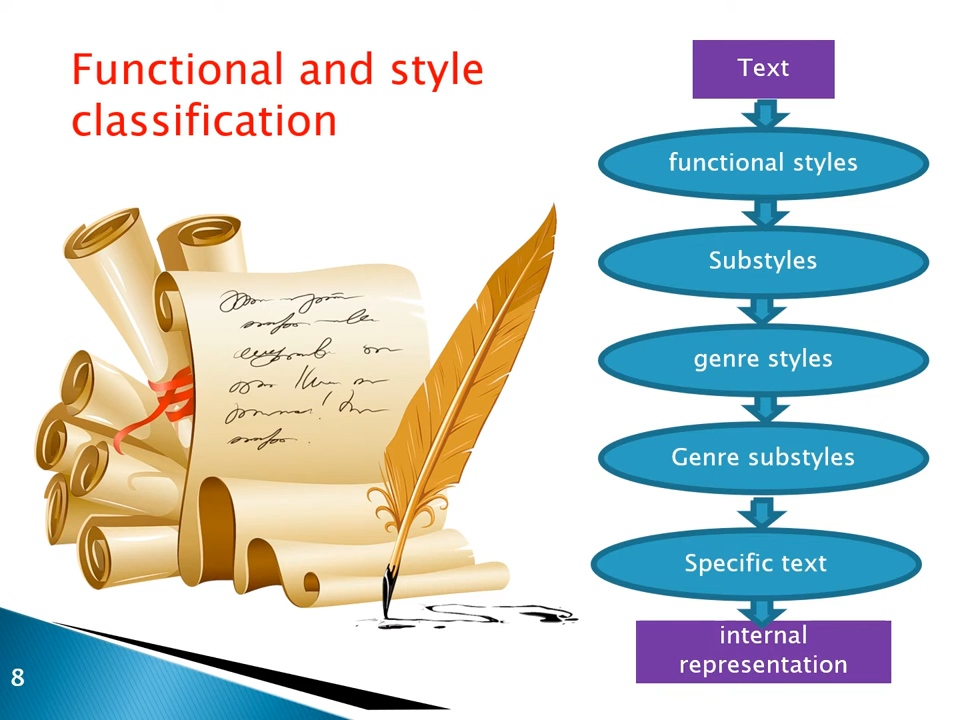 Functional and style
classification
Text
functional styles
Substyles
genre styles
Genre substyles
Specific text
internal
representation
8